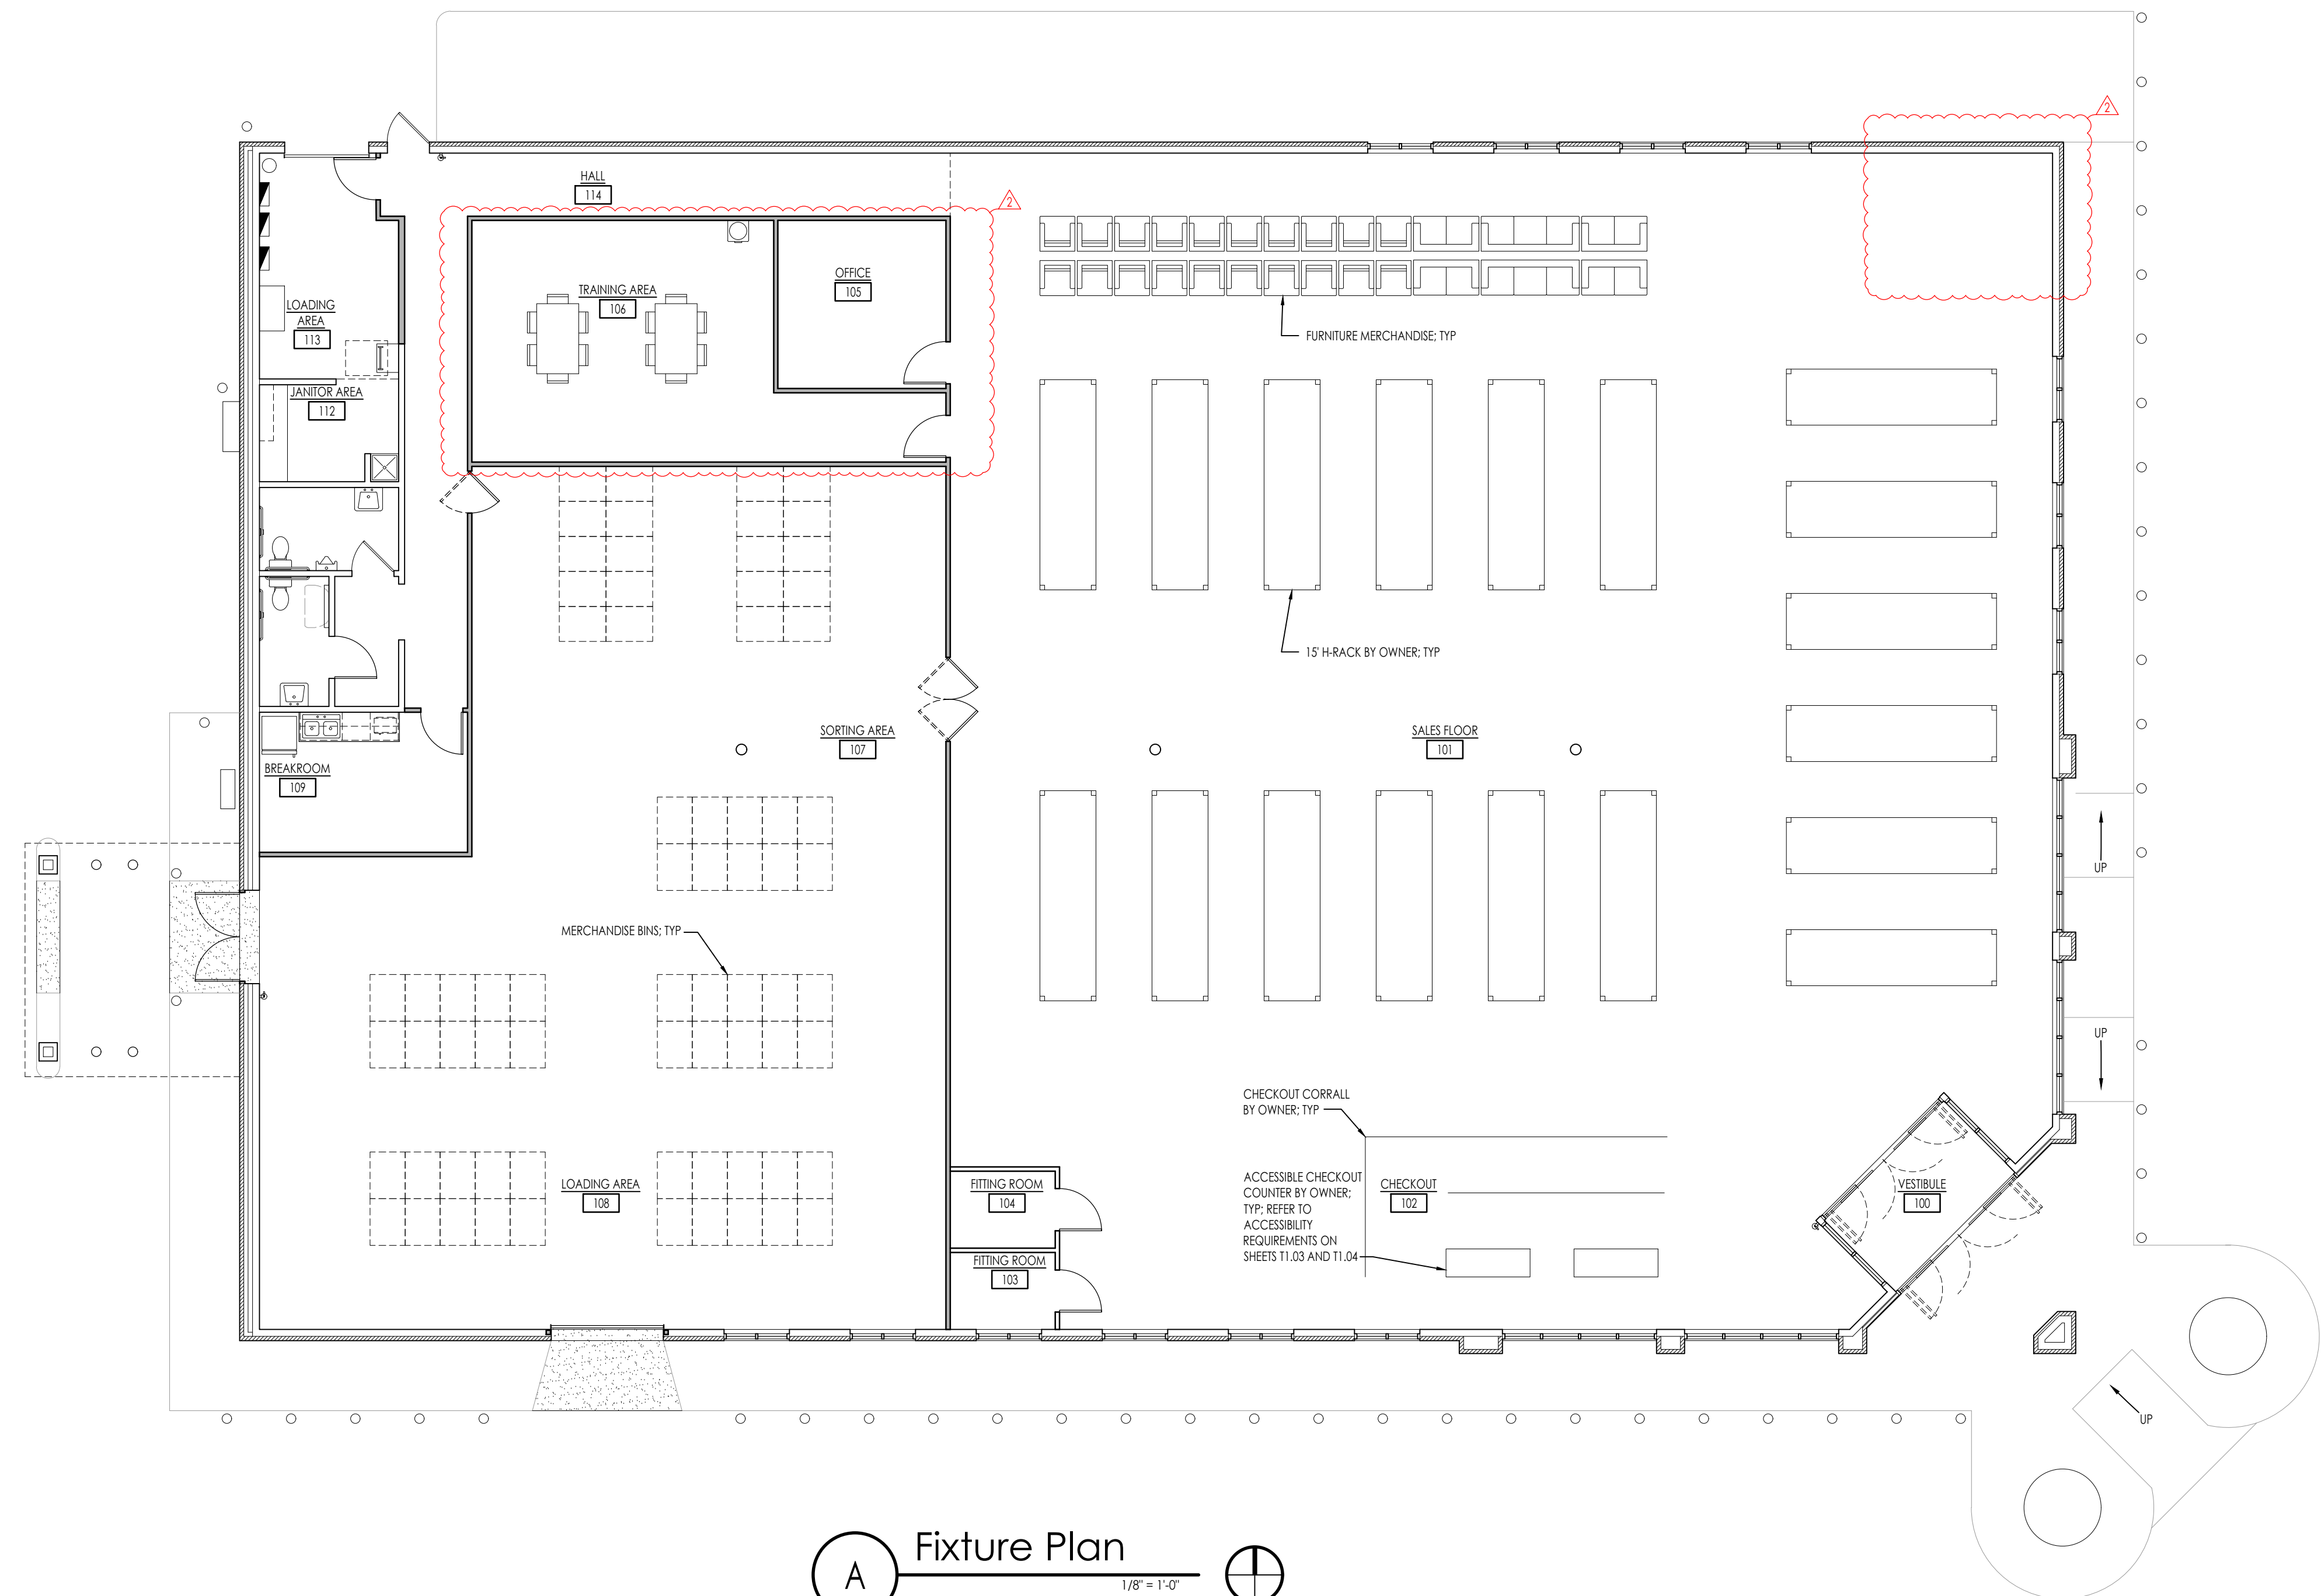 2
HALL
114
2
OFFICE
105
TRAINING AREA
106
LOADING
AREA
113
FURNITURE MERCHANDISE; TYP
JANITOR AREA
112
15' H-RACK BY OWNER; TYP
SORTING AREA
107
SALES FLOOR
101
BREAKROOM
109
UP
MERCHANDISE BINS; TYP
UP
CHECKOUT CORRALL
BY OWNER; TYP
ACCESSIBLE CHECKOUT
COUNTER BY OWNER;
TYP; REFER TO
ACCESSIBILITY
REQUIREMENTS ON
SHEETS T1.03 AND T1.04
CHECKOUT
102
LOADING AREA
108
FITTING ROOM
104
VESTIBULE
100
FITTING ROOM
103
UP
A
Fixture Plan
1/8" = 1'-0"